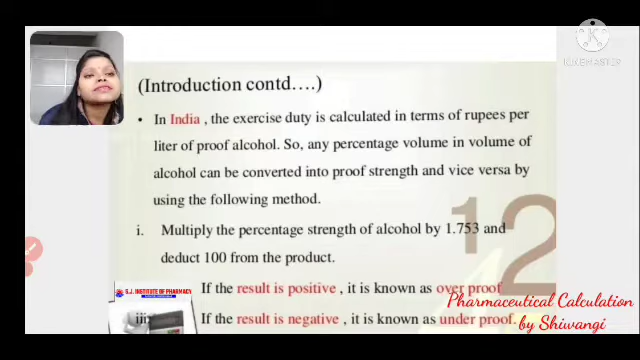 KINEMASTER
(Introduction contd….)
• In India , the exercise duty is calculated in terms of rupees per
liter of proof alcohol. So, any percentage volume in volume of
alcohol can be converted into proof strength and vice versa by
using the following method.
i. Multiply the percentage strength of alcohol by 1.753 and
deduct 100 from the product.
If the result is positive , it is known as over proof
iii. If the result is negative , it is known as under proof.
12
S.J. INSTITUTE OF PHARMACY
Pharmaceutical Calculation
by Shiwangi